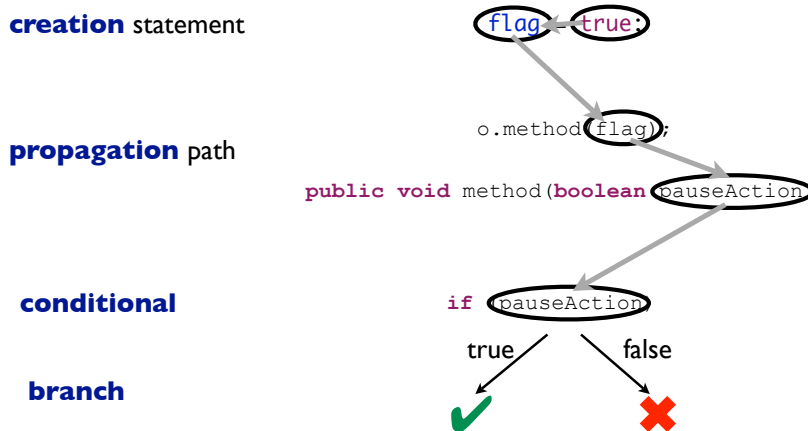 creation statement
flag = true;
o.method(flag);
propagation path
public void method(boolean pauseAction)
conditional
if (pauseAction)
true false
branch